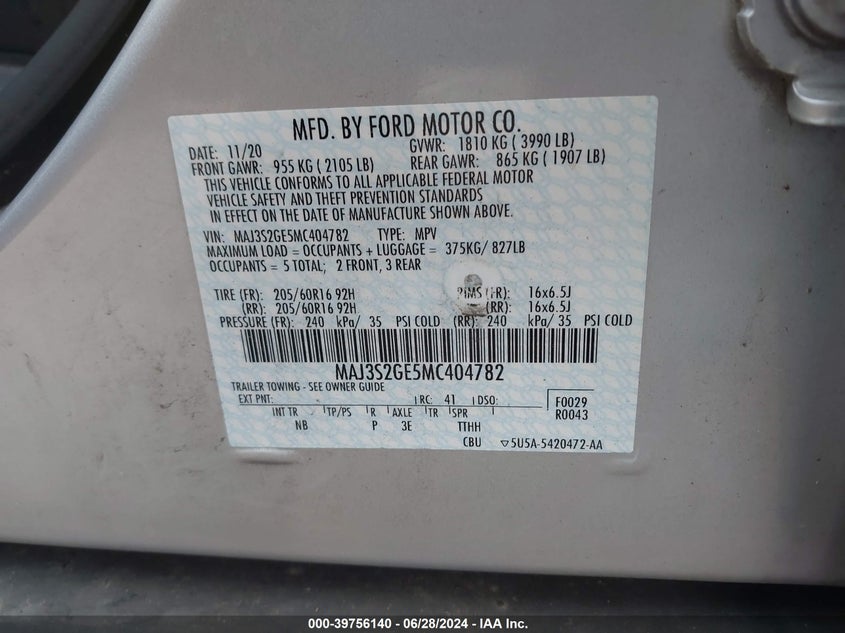 MFD. BY FORD MOTOR CO.
DATE: 11/20 GVWR: 1810 KG ( 3990 LB)
FRONT GAWR: 955 KG ( 2105 LB) REAR GAWR: 865 KG ( 1907 LB)
THIS VEHICLE CONFORMS TO ALL APPLICABLE FEDERAL MOTOR
VEHICLE SAFETY AND THEFT PREVENTION STANDARDS
IN EFFECT ON THE DATE OF MANUFACTURE SHOWN ABOVE.
VIN: MAJ3S2GE5MC404782 TYPE: MPV
MAXIMUM LOAD = OCCUPANTS + LUGGAGE = 375KG/ 827LB
OCCUPANTS = 5 TOTAL; 2 FRONT, 3 REAR
TIRE (FR): 205/60R16 92H RIMS (FR): 16x6.5J
(RR): 205/60R16 92H (RR): 16x6.5J
PRESSURE (FR): 240 kPa/ 35 PSI COLD (RR): 240 kPa/ 35 PSI COLD
MAJ3S2GE5MC404782
TRAILER TOWING - SEE OWNER GUIDE
EXT PNT: RC: 41 DSO: F0029
INT TR TP/PS R AXLE TR SPR R0043
NB P 3E TTHH
CBU ▽5U5A-5420472-AA
000-39756140 - 06/28/2024 - IAA Inc.